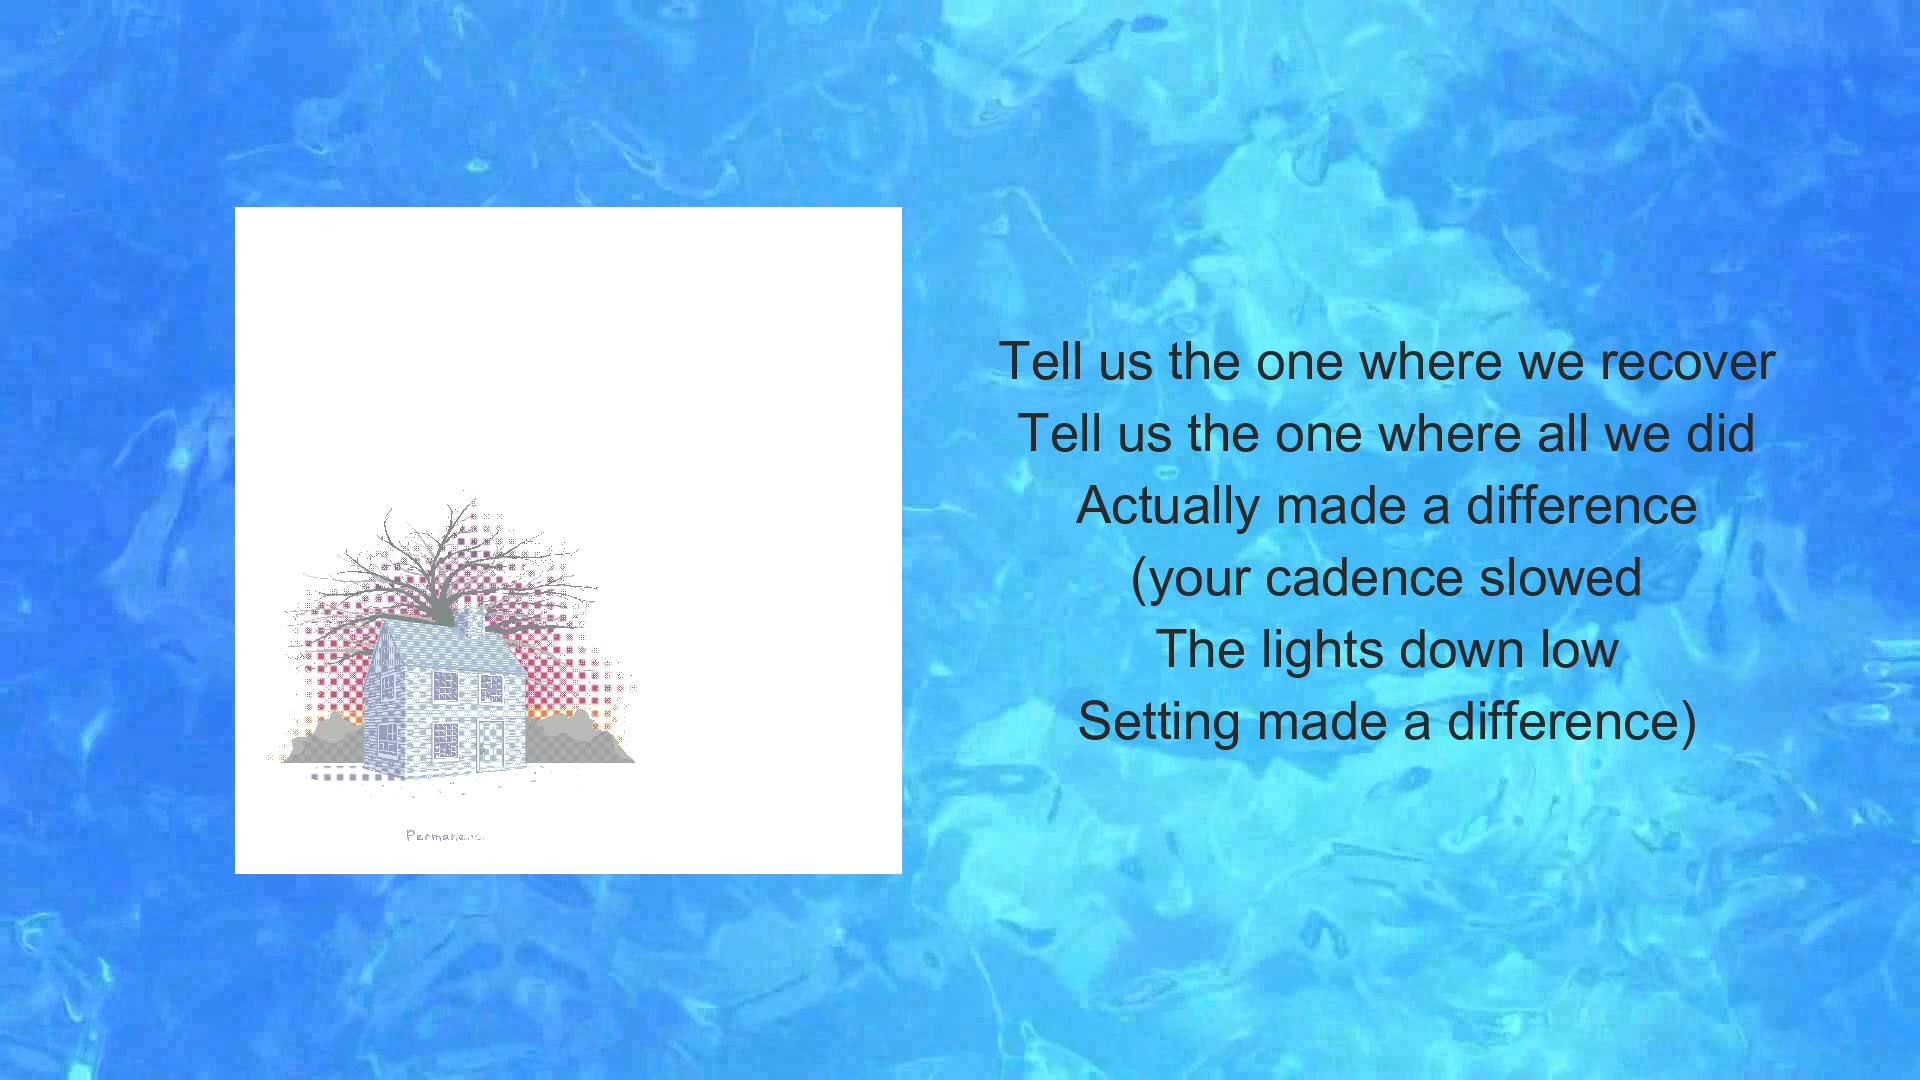 Tell us the one where we recover
Tell us the one where all we did
Actually made a difference
(your cadence slowed
The lights down low
Setting made a difference)